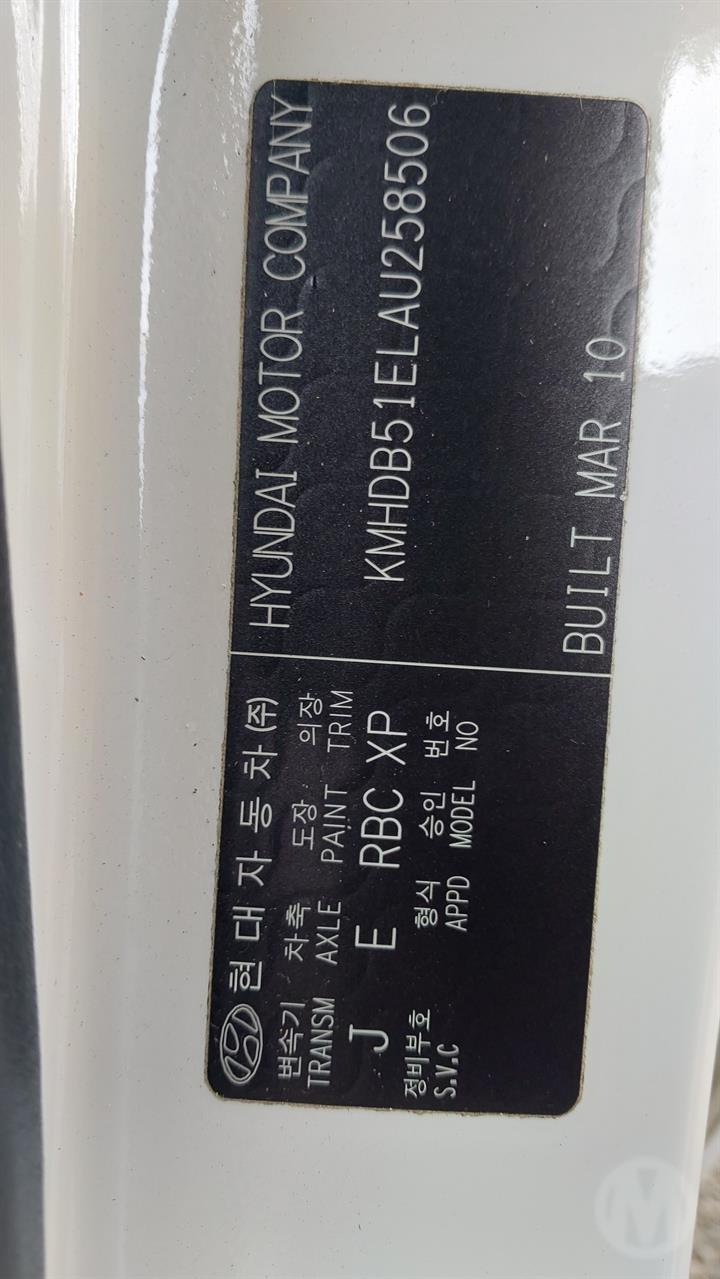 현대자동차(주)
HYUNDAI MOTOR COMPANY
변속기 차축 도장 의장
TRANSM AXLE PAINT TRIM
J E RBC XP
KMHDB51ELAU258506
정비부호 형식 승인 번호
S.V.C APPD MODEL NO
BUILT MAR 10
M